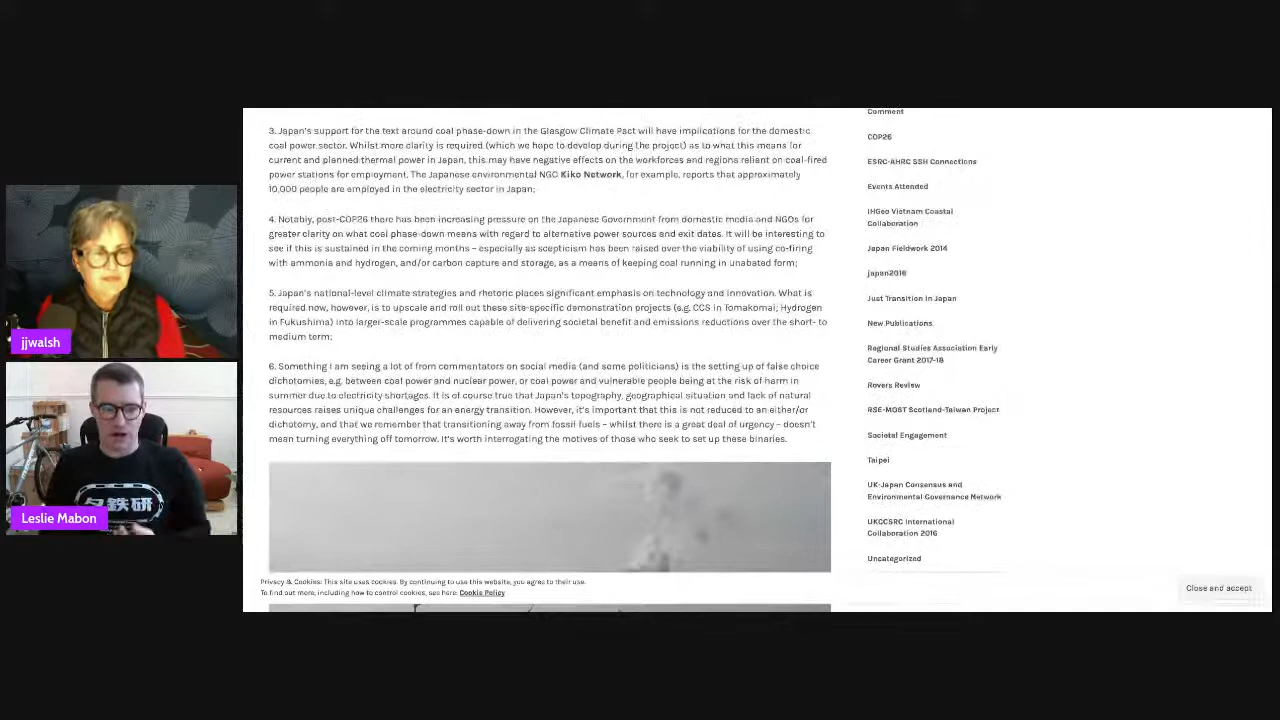 3. Japan's support for the text around coal phase-down in the Glasgow Climate Pact will have implications for the domestic
coal power sector. Whilst more clarity is required (which we hope to develop during the project) as to what this means for
current and planned thermal power in Japan, this may have negative effects on the workforces and regions reliant on coal-fired
power stations for employment. The Japanese environmental NGO Kiko Network, for example, reports that approximately
10,000 people are employed in the electricity sector in Japan;
4. Notably, post-COP26 there has been increasing pressure on the Japanese Government from domestic media and NGOs for
greater clarity on what coal phase-down means with regard to alternative power sources and exit dates. It will be interesting to
see if this is sustained in the coming months – especially as scepticism has been raised over the viability of using co-firing
with ammonia and hydrogen, and/or carbon capture and storage, as a means of keeping coal running in unabated form;
5. Japan's national-level climate strategies and rhetoric places significant emphasis on technology and innovation. What is
required now, however, is to upscale and roll out these site-specific demonstration projects (e.g. CCS in Tomakomai; Hydrogen
in Fukushima) into larger-scale programmes capable of delivering societal benefit and emissions reductions over the short- to
medium term;
6. Something I am seeing a lot of from commentators on social media (and some politicians) is the setting up of false choice
dichotomies, e.g. between coal power and nuclear power, or coal power and vulnerable people being at the risk of harm in
summer due to electricity shortages. It is of course true that Japan's topography, geographical situation and lack of natural
resources raises unique challenges for an energy transition. However, it's important that this is not reduced to an either/or
dichotomy, and that we remember that transitioning away from fossil fuels – whilst there is a great deal of urgency – doesn't
mean turning everything off tomorrow. It's worth interrogating the motives of those who seek to set up these binaries.
Comment
COP26
ESRC-AHRC SSH Connections
Events Attended
IHGeo Vietnam Coastal
Collaboration
Japan Fieldwork 2014
japan2016
Just Transition in Japan
New Publications
Regional Studies Association Early
Career Grant 2017-18
Rovers Review
RSE-MOST Scotland-Taiwan Project
Societal Engagement
Taipei
UK-Japan Consensus and
Environmental Governance Network
UKCCSRC International
Collaboration 2016
Uncategorized
Privacy & Cookies: This site uses cookies. By continuing to use this website, you agree to their use.
To find out more, including how to control cookies, see here: Cookie Policy
Close and accept
jjwalsh
夕鉄研
Leslie Mabon